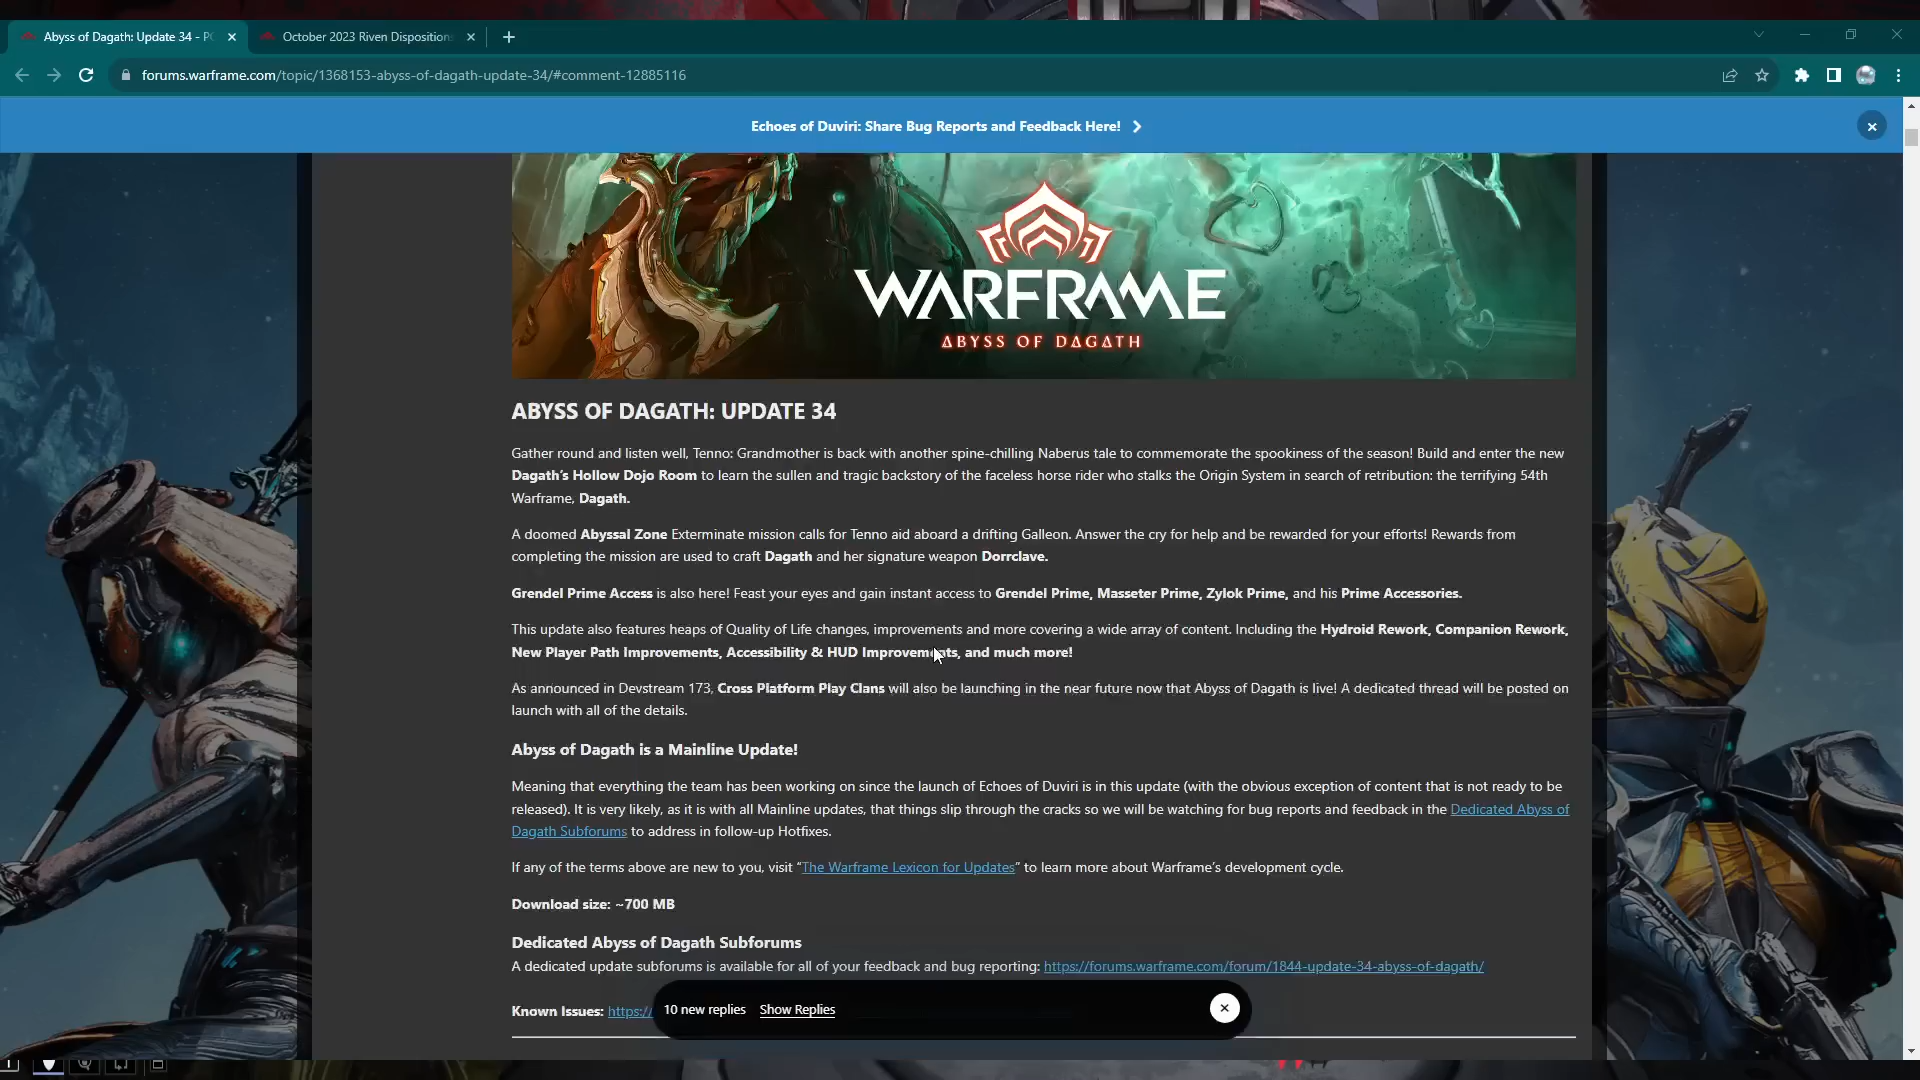 Abyss of Dagath: Update 34 - PC
October 2023 Riven Dispositions
forums.warframe.com/topic/1368153-abyss-of-dagath-update-34/#comment-12885116
Echoes of Duviri: Share Bug Reports and Feedback Here!
WARFRAME
ABYSS OF DAGATH
ABYSS OF DAGATH: UPDATE 34
Gather round and listen well, Tenno: Grandmother is back with another spine-chilling Naberus tale to commemorate the spookiness of the season! Build and enter the new
Dagath’s Hollow Dojo Room to learn the sullen and tragic backstory of the faceless horse rider who stalks the Origin System in search of retribution: the terrifying 54th
Warframe, Dagath.
A doomed Abyssal Zone Exterminate mission calls for Tenno aid aboard a drifting Galleon. Answer the cry for help and be rewarded for your efforts! Rewards from
completing the mission are used to craft Dagath and her signature weapon Dorrclave.
Grendel Prime Access is also here! Feast your eyes and gain instant access to Grendel Prime, Masseter Prime, Zylok Prime, and his Prime Accessories.
This update also features heaps of Quality of Life changes, improvements and more covering a wide array of content. Including the Hydroid Rework, Companion Rework,
New Player Path Improvements, Accessibility & HUD Improvements, and much more!
As announced in Devstream 173, Cross Platform Play Clans will also be launching in the near future now that Abyss of Dagath is live! A dedicated thread will be posted on
launch with all of the details.
Abyss of Dagath is a Mainline Update!
Meaning that everything the team has been working on since the launch of Echoes of Duviri is in this update (with the obvious exception of content that is not ready to be
released). It is very likely, as it is with all Mainline updates, that things slip through the cracks so we will be watching for bug reports and feedback in the Dedicated Abyss of
Dagath Subforums to address in follow-up Hotfixes.
If any of the terms above are new to you, visit “The Warframe Lexicon for Updates” to learn more about Warframe’s development cycle.
Download size: ~700 MB
Dedicated Abyss of Dagath Subforums
A dedicated update subforums is available for all of your feedback and bug reporting: https://forums.warframe.com/forum/1844-update-34-abyss-of-dagath/
Known Issues: https://
10 new replies Show Replies